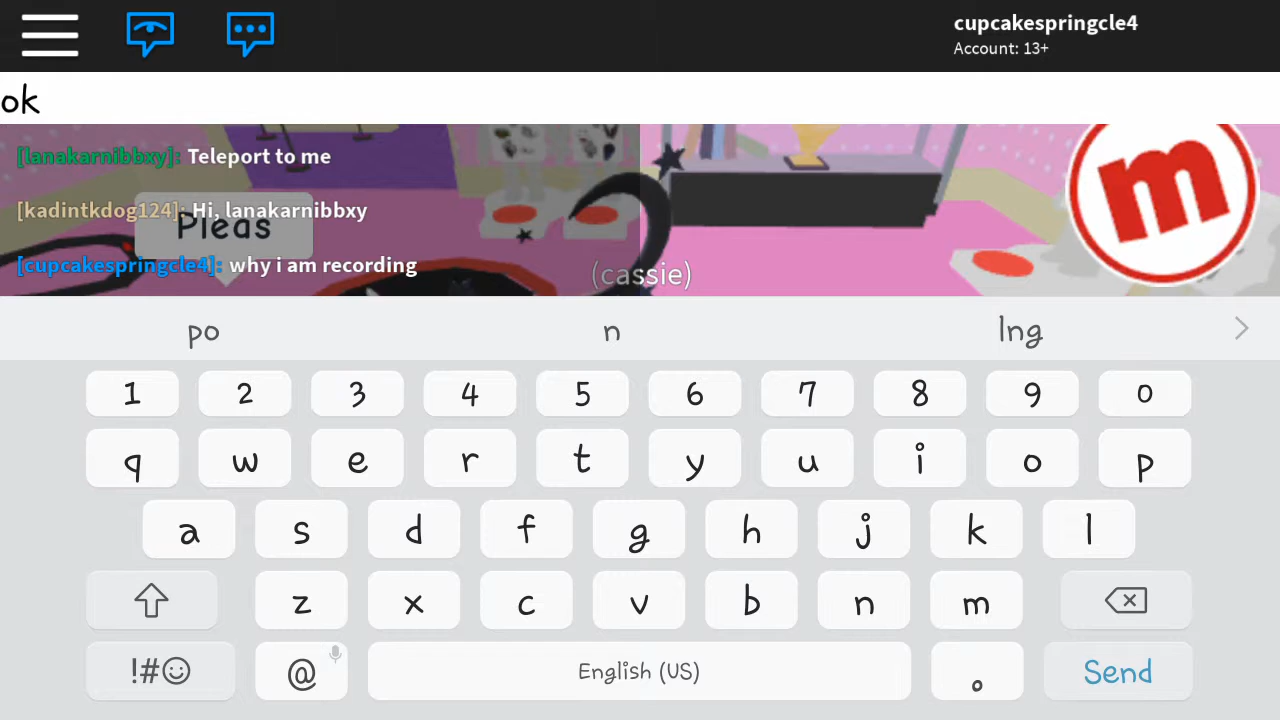 cupcakespringcle4
Account: 13+
ok
[lanakarnibbxy]: Teleport to me
[kadintkdog124]: Hi, lanakarnibbxy
Pleas
[cupcakespringcle4]: why i am recording
(cassie)
m
po n lng
1 2 3 4 5 6 7 8 9 0
q w e r t y u i o p
a s d f g h j k l
z x c v b n m
!#☺ @ English (US) . Send